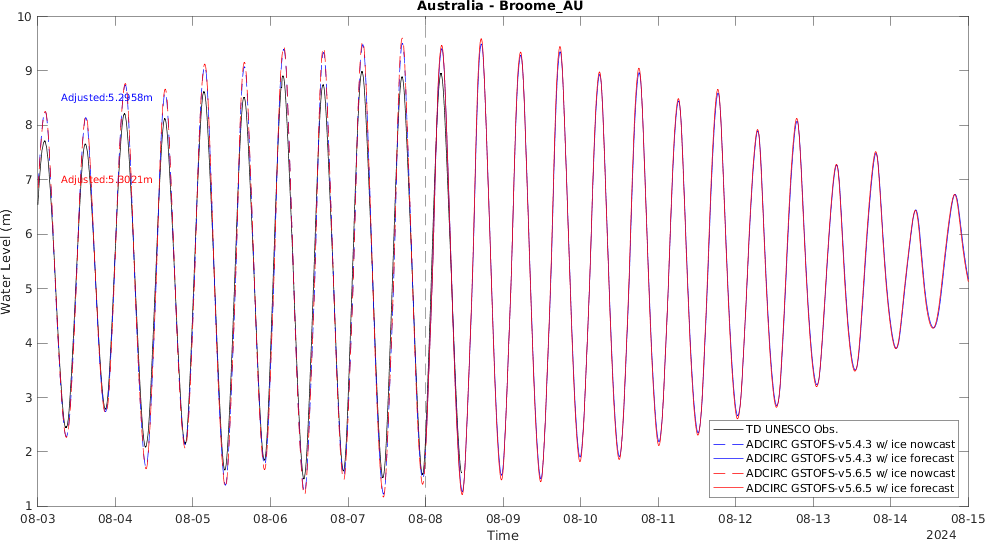 Australia - Broome_AU
10
9
8
7
6
5
4
3
2
1
Water Level (m)
Adjusted:5.2958m
Adjusted:5.3021m
TD UNESCO Obs.
ADCIRC GSTOFS-v5.4.3 w/ ice nowcast
ADCIRC GSTOFS-v5.4.3 w/ ice forecast
ADCIRC GSTOFS-v5.6.5 w/ ice nowcast
ADCIRC GSTOFS-v5.6.5 w/ ice forecast
08-03 08-04 08-05 08-06 08-07 08-08 08-09 08-10 08-11 08-12 08-13 08-14 08-15
Time
2024